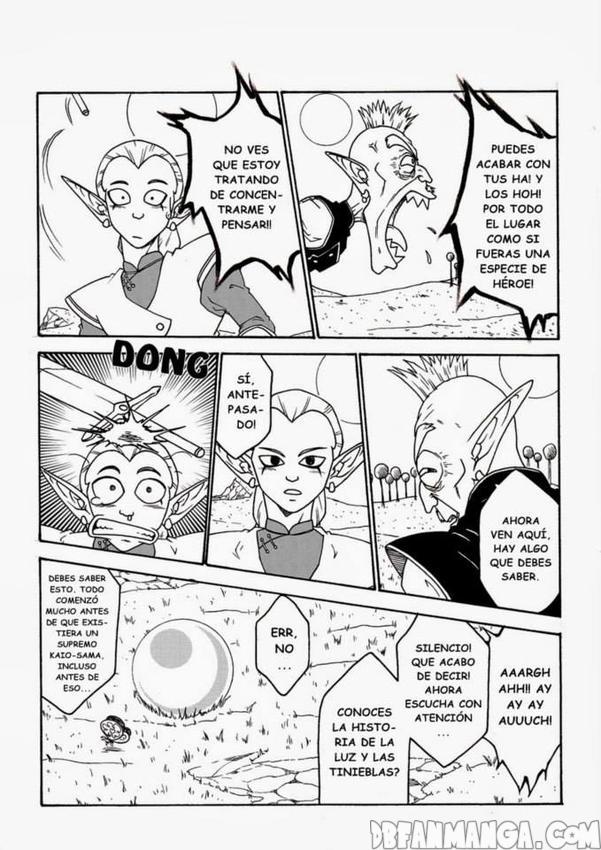 PUEDES
ACABAR CON
TUS HA! Y
LOS HOH!
POR TODO
EL LUGAR
COMO SI
FUERAS UNA
ESPECIE DE
HÉROE!
NO VES
QUE ESTOY
TRATANDO
DE CONCEN-
TRARME Y
PENSAR!!
AHORA
VEN AQUÍ,
HAY ALGO
QUE DEBES
SABER.
SÍ,
ANTE-
PASA-
DO!
DONG
AAARGH
AHH!! AY
AY AY
AUUUCH!
SILENCIO!
QUE ACABO
DE DECIR!
AHORA
ESCUCHA CON
ATENCIÓN
...
CONOCES
LA HISTO-
RIA DE LA
LUZ Y LAS
TINIEBLAS?
ERR,
NO
...
DEBES SABER
ESTO. TODO
COMENZÓ
MUCHO ANTES
DE QUE EXIS-
TIERA UN
SUPREMO
KAIO-SAMA,
INCLUSO
ANTES DE
ESO...
DBFANMANGA.COM